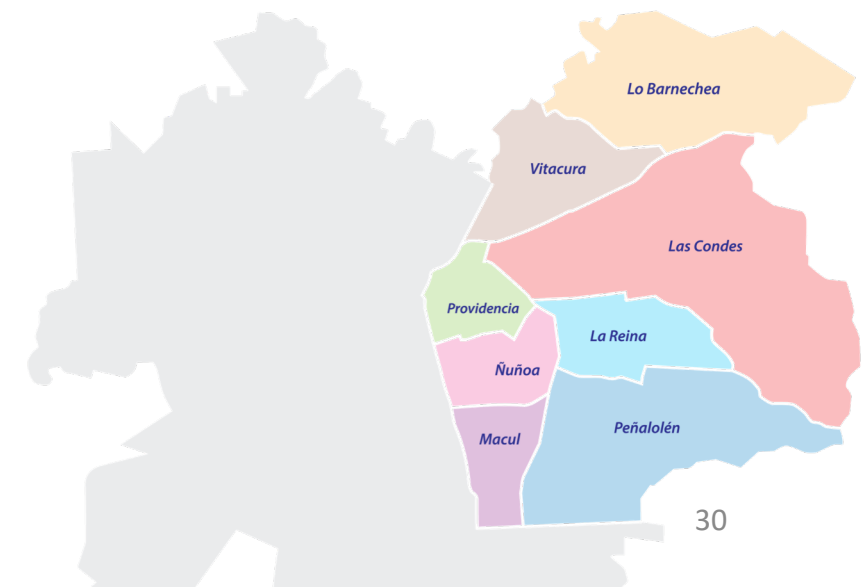 Lo Barnechea
Vitacura
Las Condes
Providencia
La Reina
Ñuñoa
Peñalolén
Macul
30